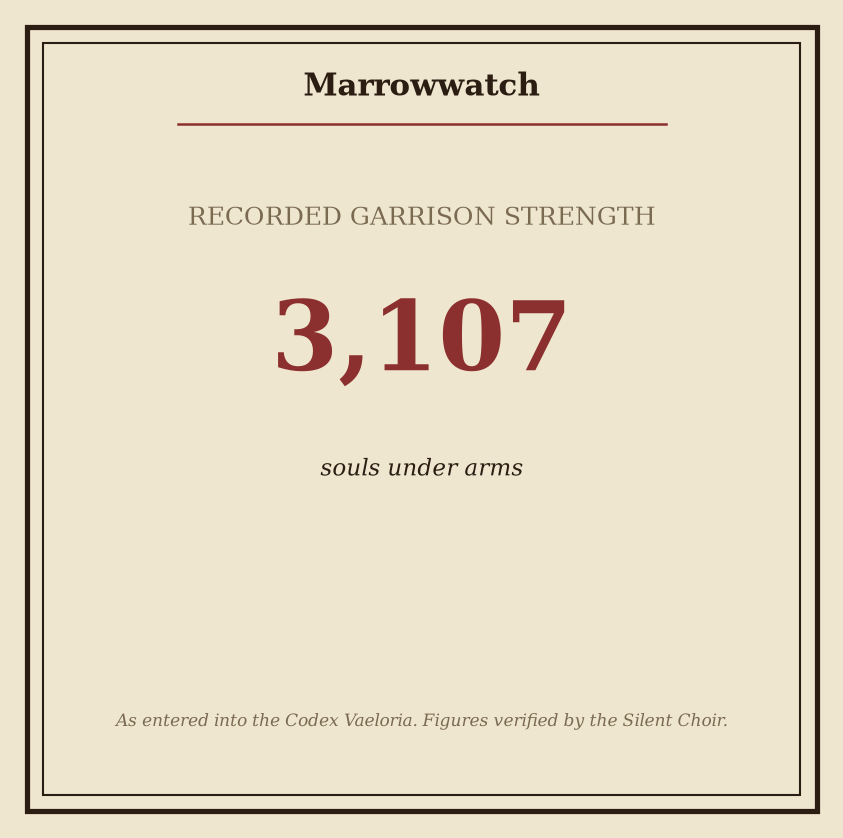 Marrowwatch
RECORDED GARRISON STRENGTH
3,107
souls under arms
As entered into the Codex Vaeloria. Figures verified by the Silent Choir.